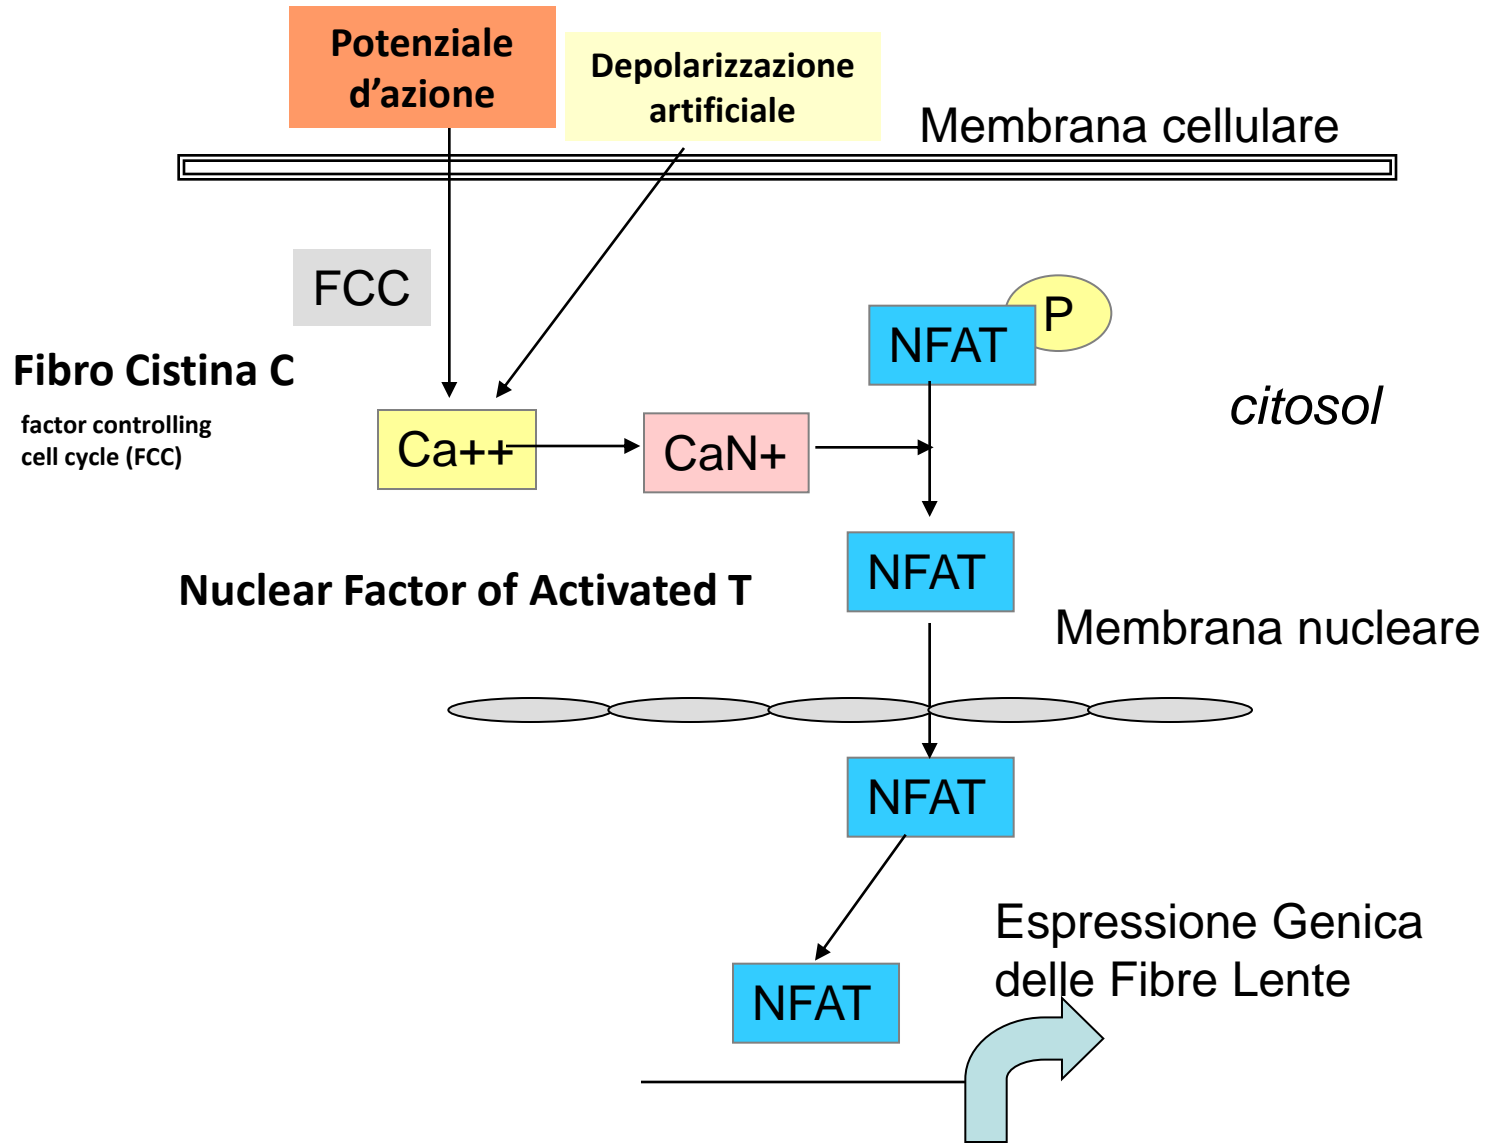 Potenziale
d’azione
Depolarizzazione
artificiale
Membrana cellulare
FCC
P
NFAT
Fibro Cistina C
citosol
factor controlling
cell cycle (FCC)
Ca++
CaN+
NFAT
Nuclear Factor of Activated T
Membrana nucleare
NFAT
Espressione Genica
delle Fibre Lente
NFAT